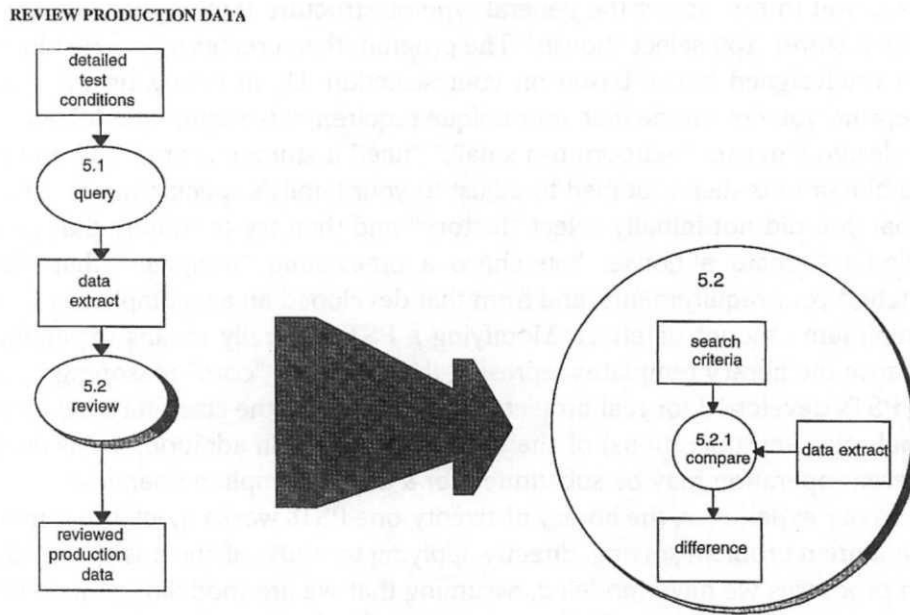 REVIEW PRODUCTION DATA
detailed
test
conditions
5.1
query
data
extract
5.2
review
reviewed
production
data
5.2
search
criteria
5.2.1
compare
data extract
difference